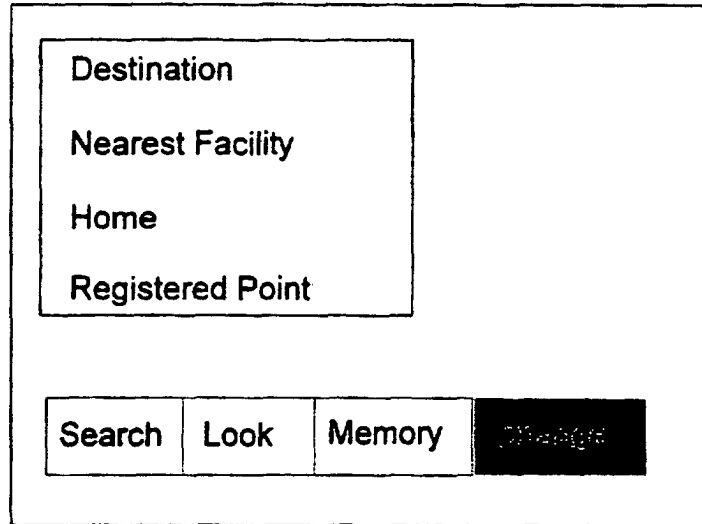 Destination
Nearest Facility
Home
Registered Point
Search Look Memory